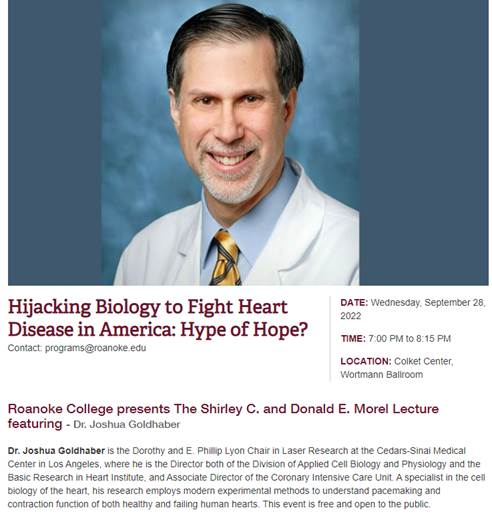 Hijacking Biology to Fight Heart
Disease in America: Hype of Hope?
Contact: programs@roanoke.edu
DATE: Wednesday, September 28,
2022
TIME: 7:00 PM to 8:15 PM
LOCATION: Colket Center,
Wortmann Ballroom
Roanoke College presents The Shirley C. and Donald E. Morel Lecture
featuring - Dr. Joshua Goldhaber
Dr. Joshua Goldhaber is the Dorothy and E. Phillip Lyon Chair in Laser Research at the Cedars-Sinai Medical
Center in Los Angeles, where he is the Director both of the Division of Applied Cell Biology and Physiology and the
Basic Research in Heart Institute, and Associate Director of the Coronary Intensive Care Unit. A specialist in the cell
biology of the heart, his research employs modern experimental methods to understand pacemaking and
contraction function of both healthy and failing human hearts. This event is free and open to the public.